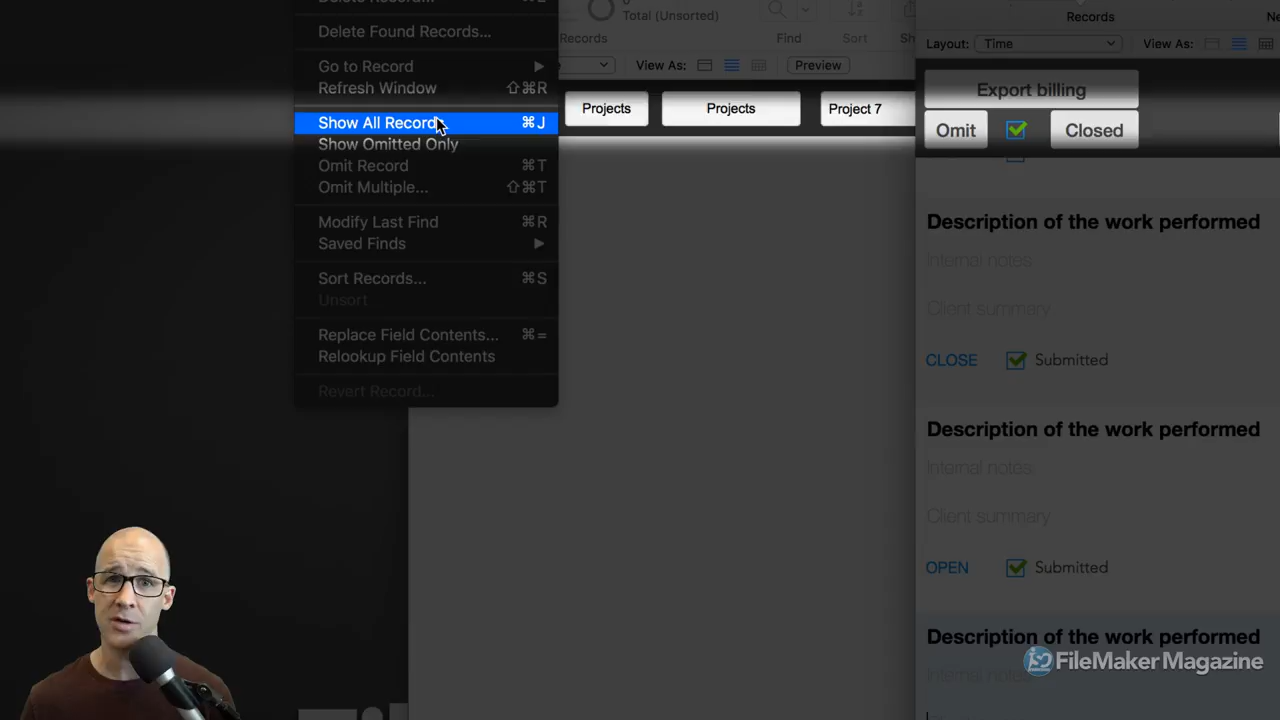 Delete Record...
Delete Found Records...
Go to Record
Refresh Window ⇧⌘R
Show All Records ⌘J
Show Omitted Only
Omit Record ⌘T
Omit Multiple... ⇧⌘T
Modify Last Find ⌘R
Saved Finds
Sort Records... ⌘S
Unsort
Replace Field Contents... ⌘=
Relookup Field Contents
Revert Record...
Total (Unsorted)
Records
Find
Sort
View As:
Preview
Projects
Projects
Project 7
Records
Layout: Time
View As:
Export billing
Omit
Closed
Description of the work performed
Internal notes
Client summary
CLOSE
Submitted
Description of the work performed
Internal notes
Client summary
OPEN
Submitted
Description of the work performed
Internal notes
FileMaker Magazine